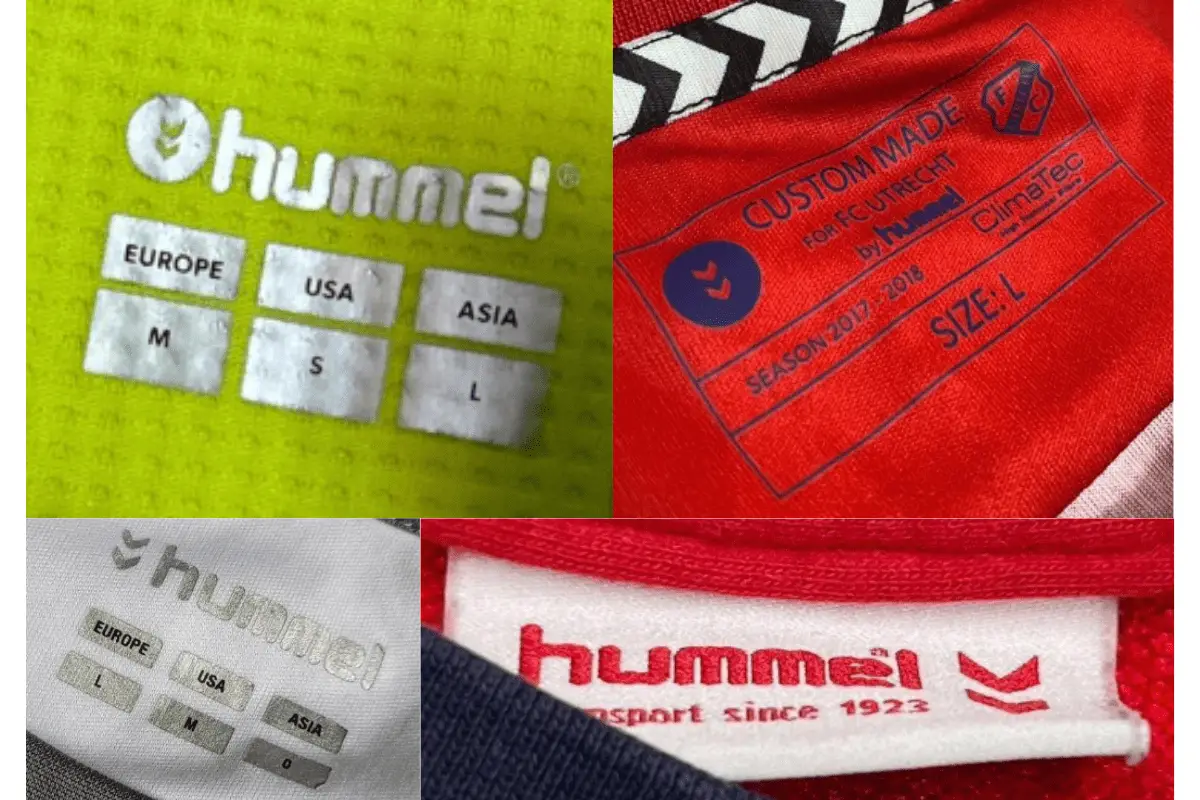 hummel®
EUROPE USA ASIA
M S L
CUSTOM MADE
FOR FC UTRECHT
by hummel
ClimaTec
SEASON 2017 - 2018
SIZE: L
hummel
EUROPE USA ASIA
L M O
hummel
sport since 1923